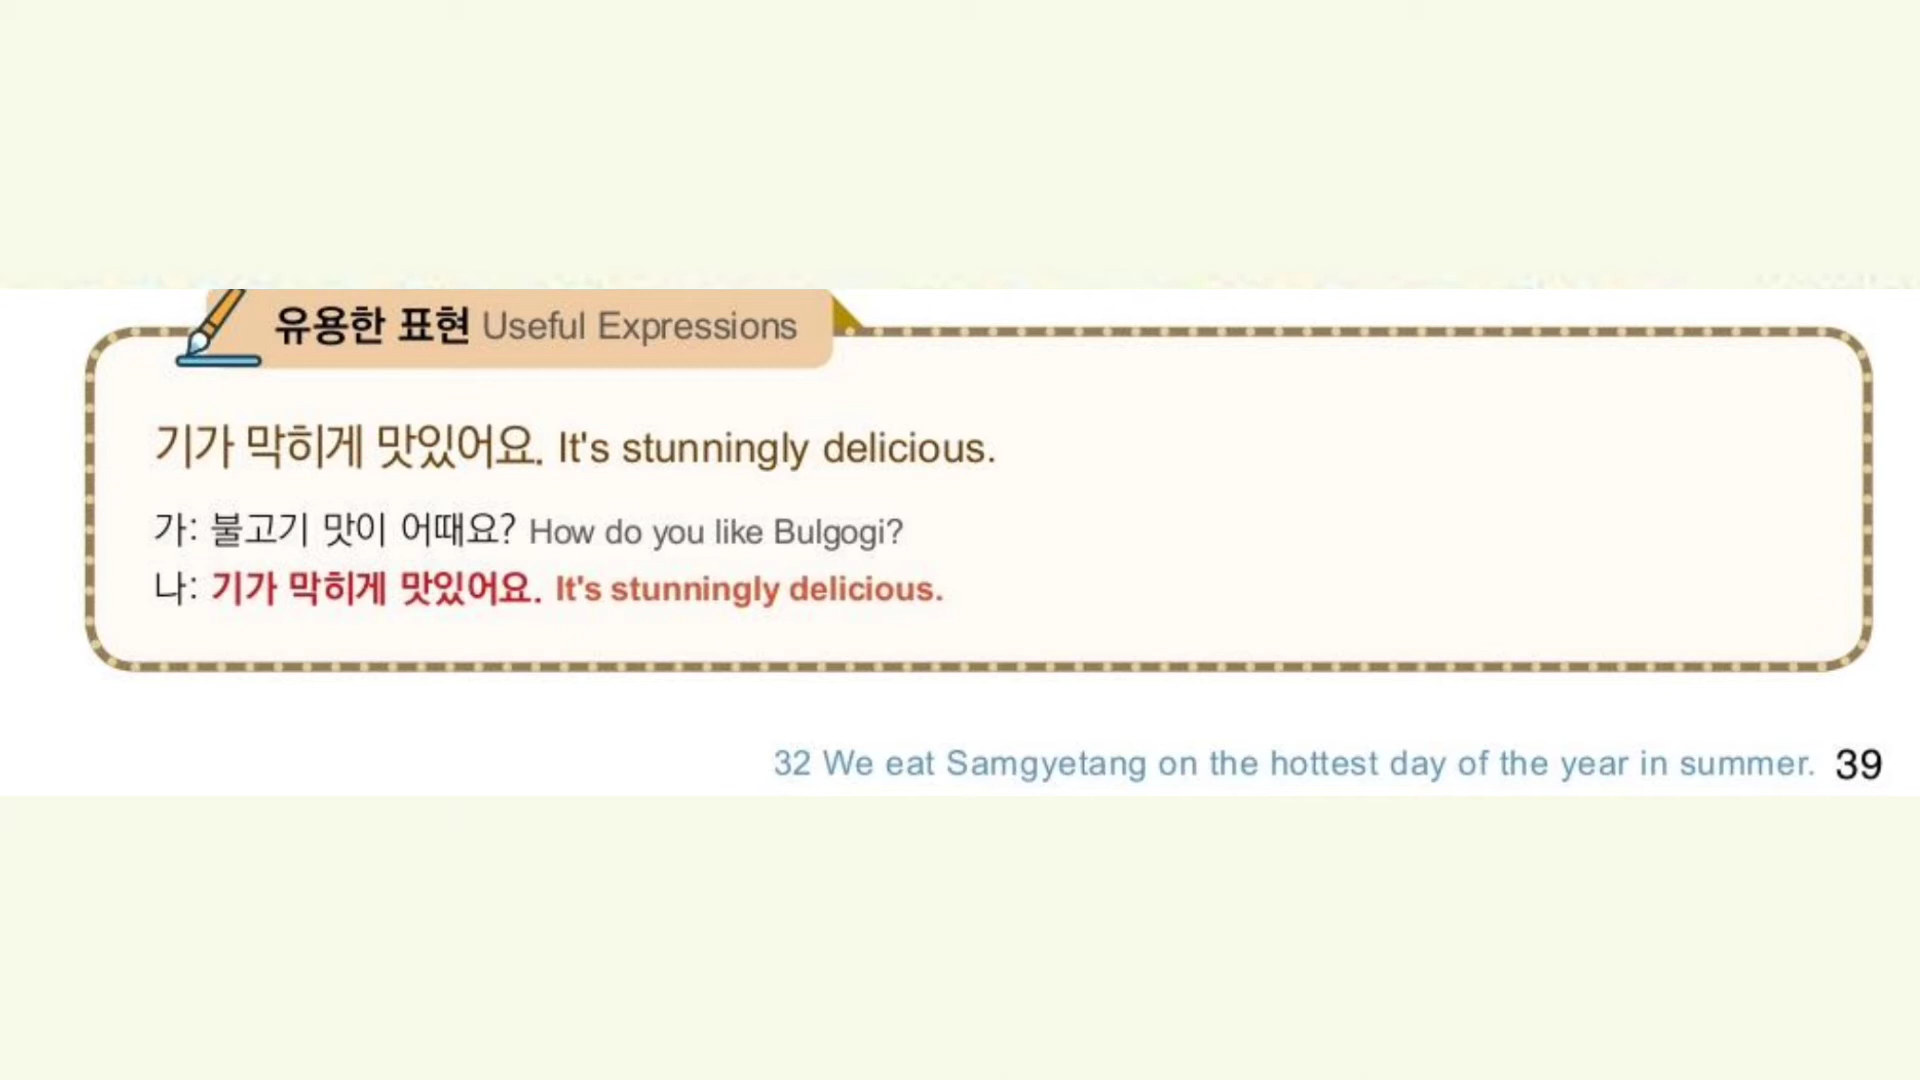 유용한 표현 Useful Expressions
기가 막히게 맛있어요. It's stunningly delicious.
가: 불고기 맛이 어때요? How do you like Bulgogi?
나: 기가 막히게 맛있어요. It's stunningly delicious.
32 We eat Samgyetang on the hottest day of the year in summer. 39